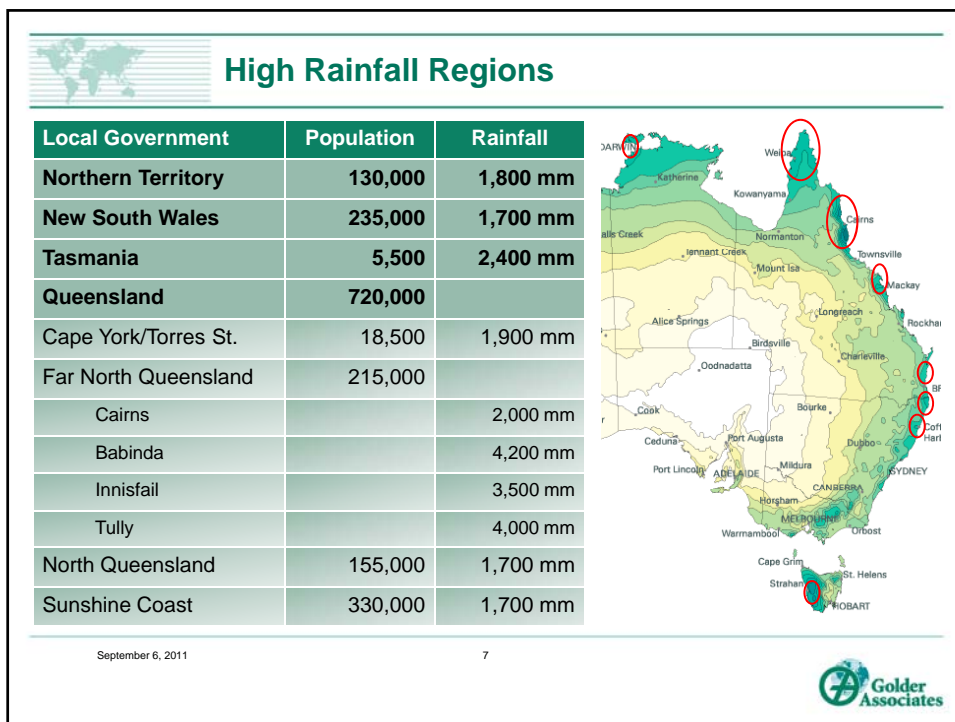 High Rainfall Regions
Local Government Population Rainfall
Northern Territory 130,000 1,800 mm
New South Wales 235,000 1,700 mm
Tasmania 5,500 2,400 mm
Queensland 720,000
Cape York/Torres St. 18,500 1,900 mm
Far North Queensland 215,000
Cairns 2,000 mm
Babinda 4,200 mm
Innisfail 3,500 mm
Tully 4,000 mm
North Queensland 155,000 1,700 mm
Sunshine Coast 330,000 1,700 mm
DARWIN
Weipa
Katherine
Kowanyama
Cairns
alls Creek
Normanton
Townsville
Tennant Creek
Mount Isa
Mackay
Longreach
Alice Springs
Rockhar
Birdsville
Charleville
Oodnadatta
BF
Bourke
Cook
Coff
Harl
Ceduna
Port Augusta
Dubbo
Port Lincoln
ADELAIDE
Mildura
SYDNEY
CANBERRA
Horsham
MELBOURNE
Warrnambool
Orbost
Cape Grim
St. Helens
Strahan
HOBART
September 6, 2011
7
Golder
Associates